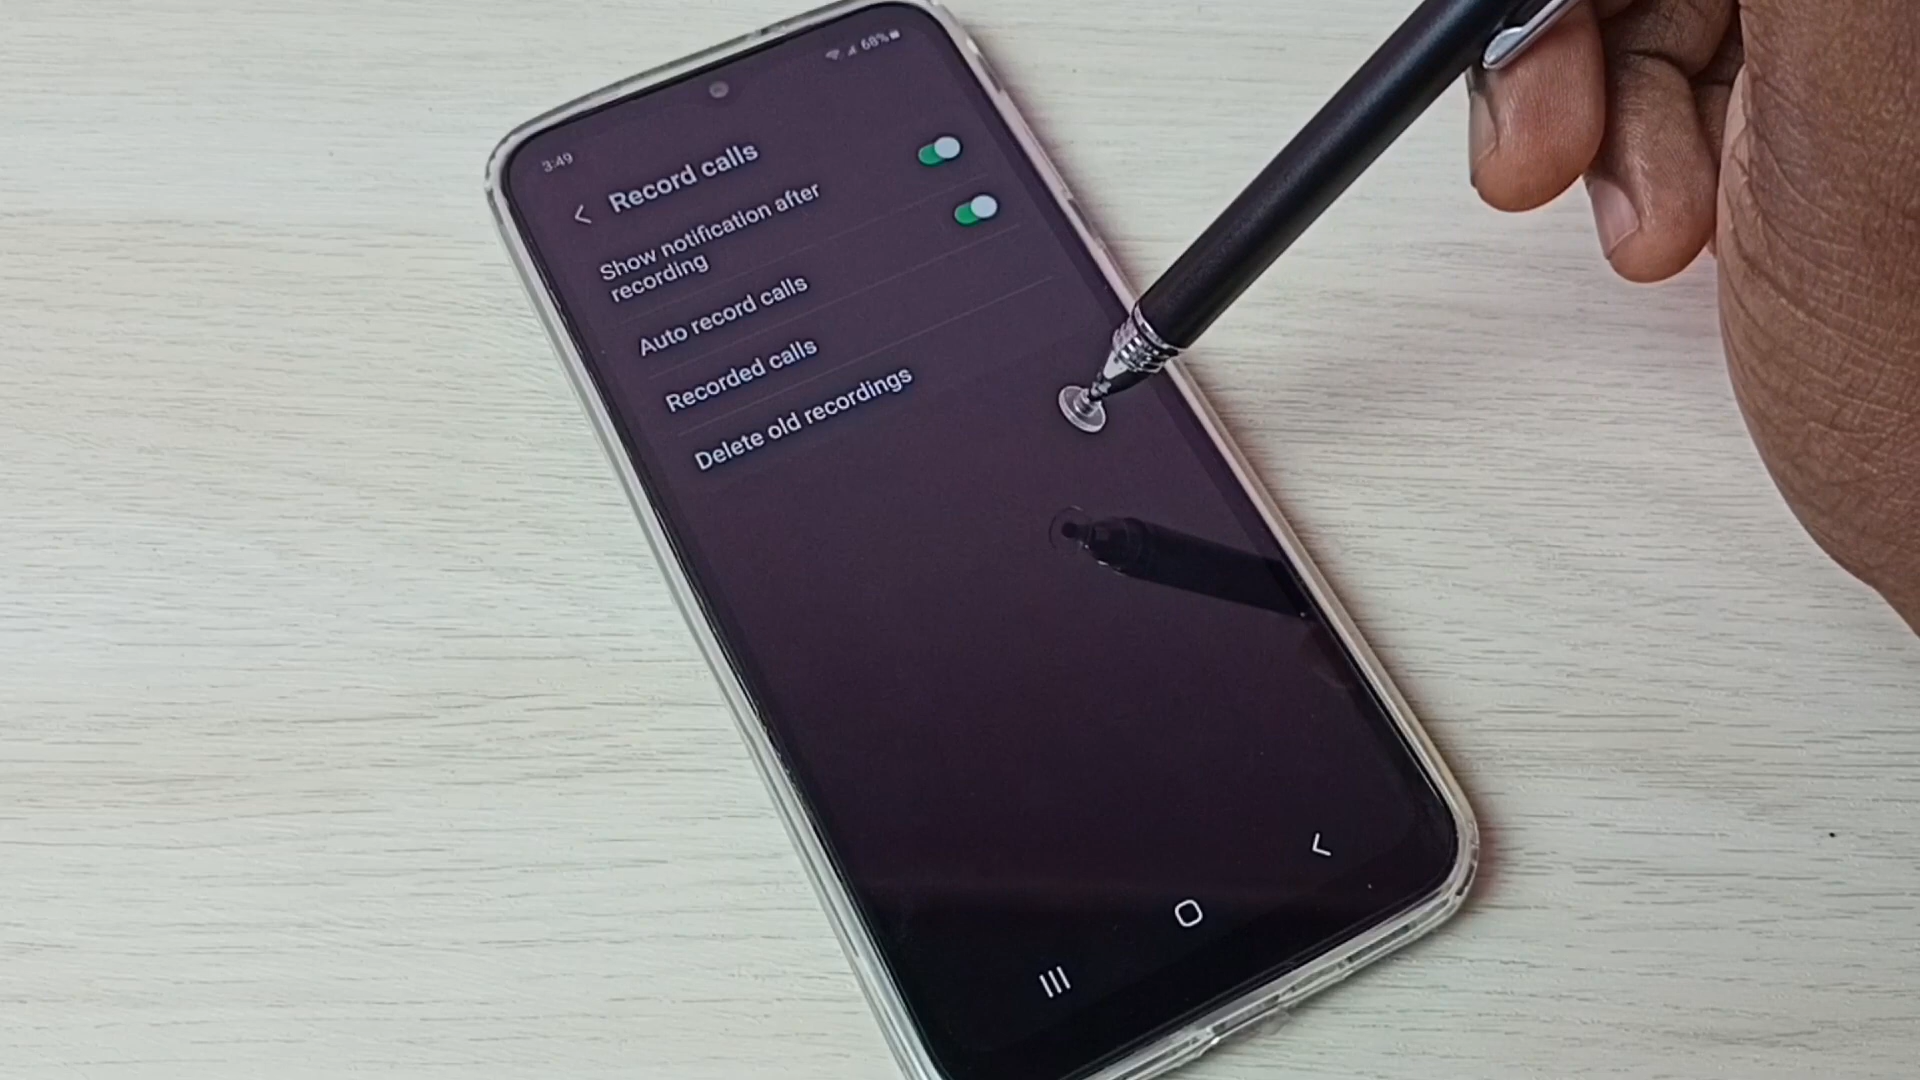 3:49
68%
Record calls
Show notification after
recording
Auto record calls
Recorded calls
Delete old recordings